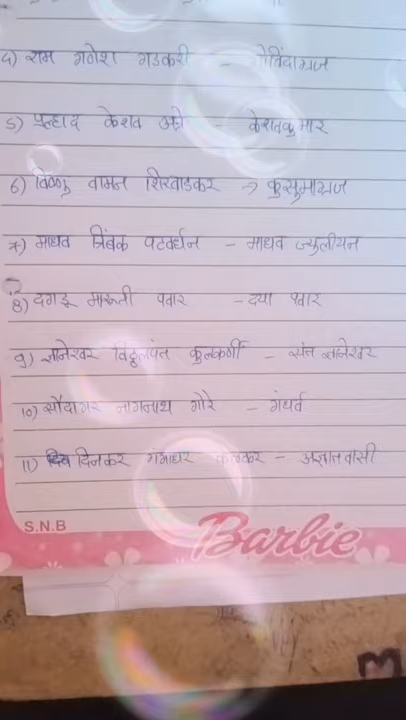 ४) राम गणेश गडकरी - गोविंदाग्रज
5) प्रल्हाद केशव अत्रे - केशवकुमार
6) विष्णू वामन शिरवाडकर → कुसुमाग्रज
7) माधव त्रिंबक पटवर्धन - माधव ज्युलीयन
8) दगडू मारुती पवार - दया पवार
9) ज्ञानेश्वर विठ्ठलपंत कुलकर्णी - संत ज्ञानेश्वर
10) सौदागर नागनाथ गोरे - गंधर्व
11) दिनकर गंगाधर केळकर - अज्ञातवासी
S.N.B
Barbie
M